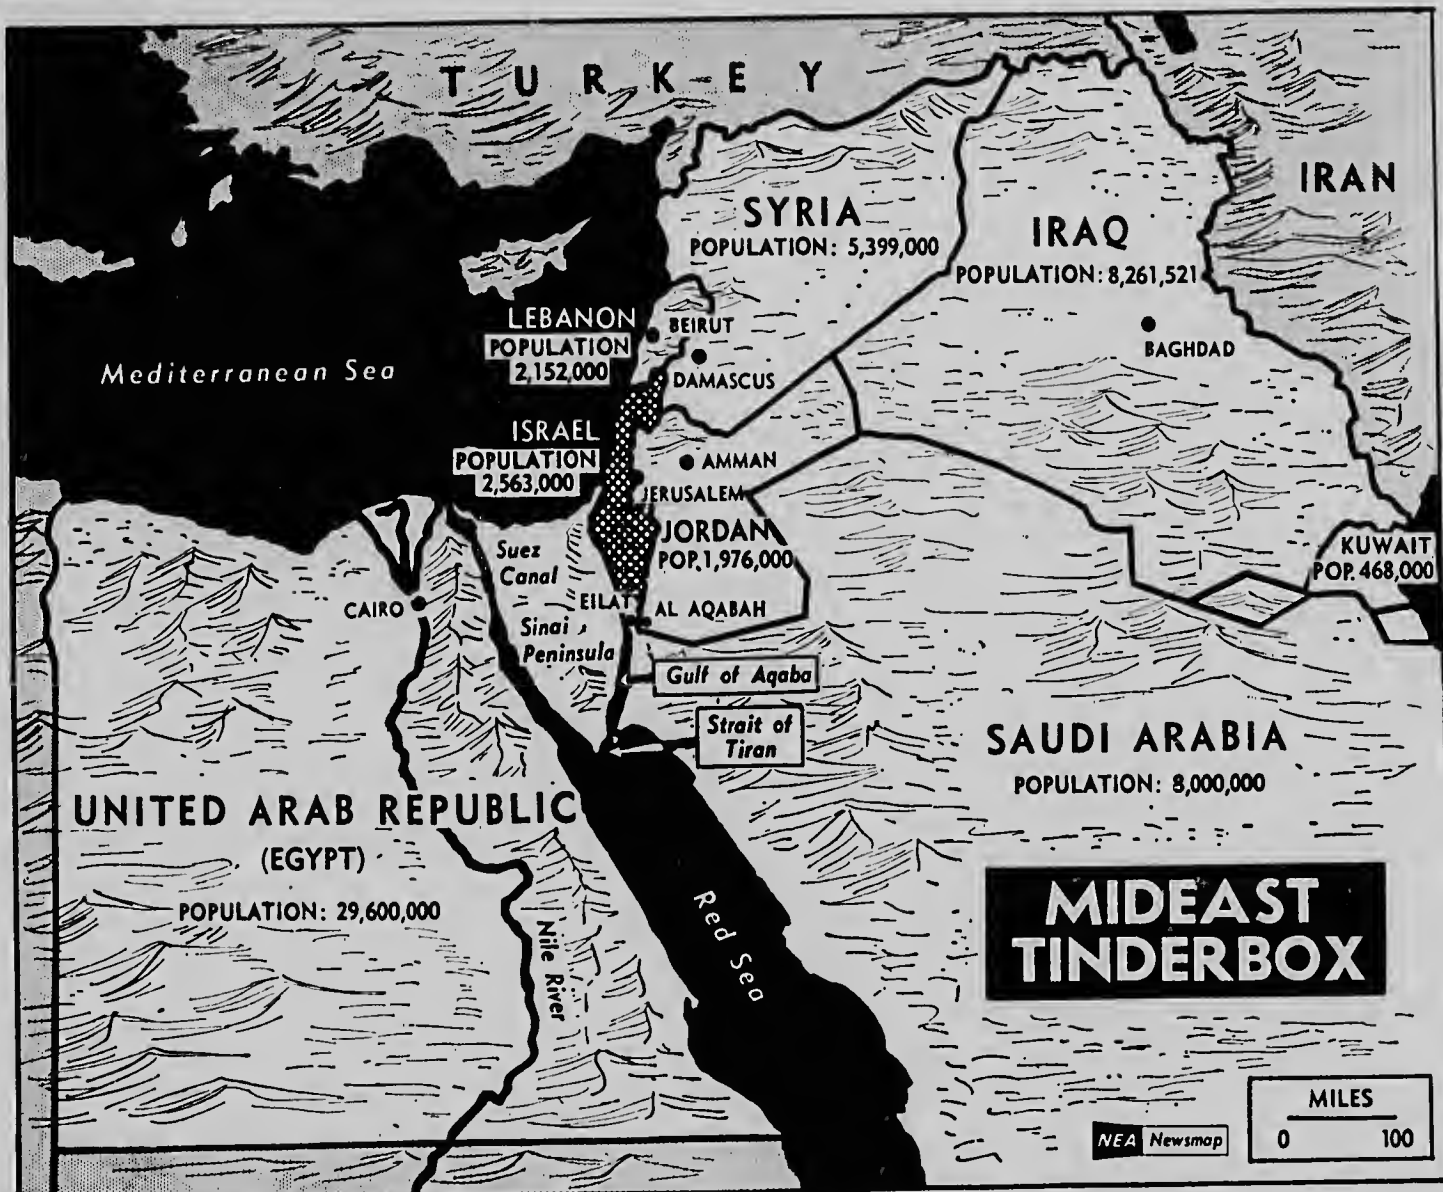 TURKEY
IRAN
SYRIA
POPULATION: 5,399,000
IRAQ
POPULATION: 8,261,521
LEBANON
POPULATION
2,152,000
BEIRUT
BAGHDAD
DAMASCUS
Mediterranean Sea
ISRAEL
POPULATION
2,563,000
AMMAN
JERUSALEM
JORDAN
POP. 1,976,000
Suez
Canal
KUWAIT
POP. 468,000
CAIRO
EILAT
AL AQABAH
Sinai
Peninsula
Gulf of Aqaba
Strait of
Tiran
SAUDI ARABIA
POPULATION: 8,000,000
UNITED ARAB REPUBLIC
(EGYPT)
POPULATION: 29,600,000
Red Sea
Nile River
MIDEAST
TINDERBOX
MILES
0 100
NEA Newsmap